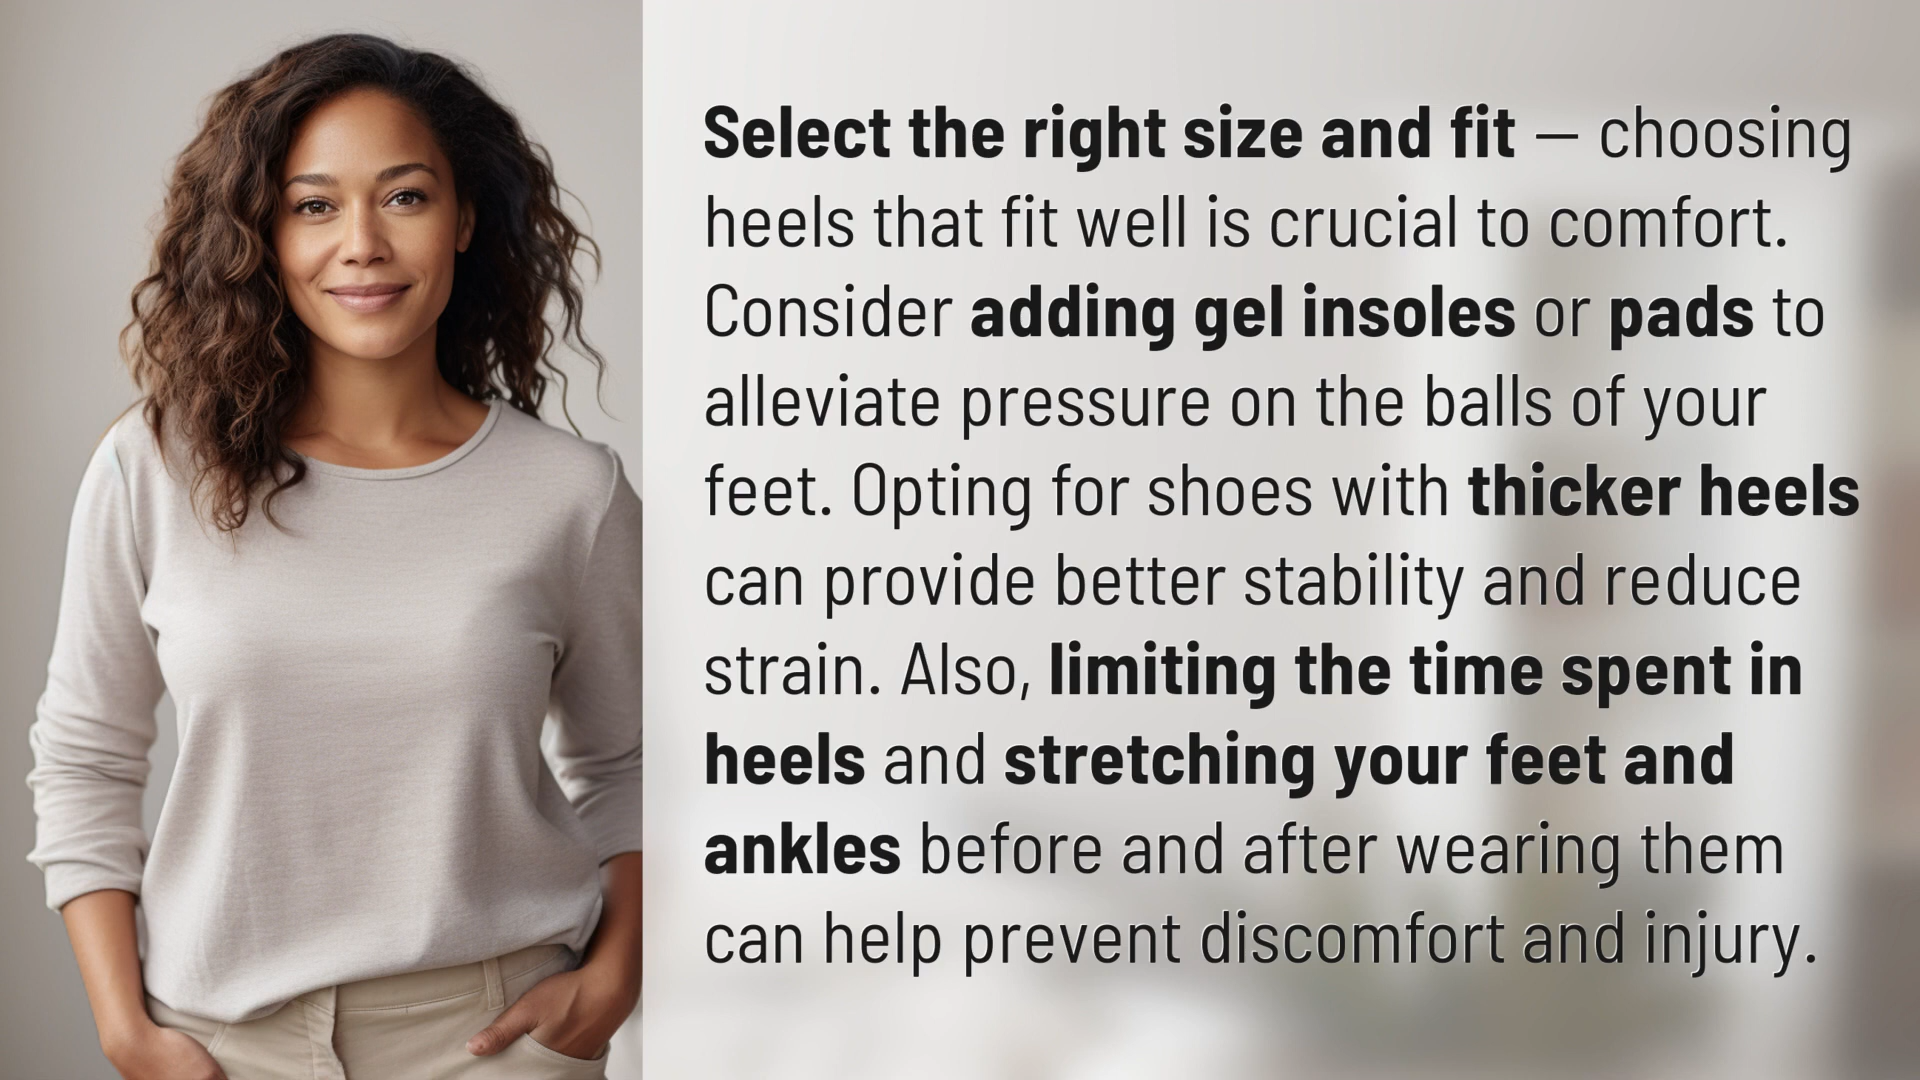 Select the right size and fit – choosing
heels that fit well is crucial to comfort.
Consider adding gel insoles or pads to
alleviate pressure on the balls of your
feet. Opting for shoes with thicker heels
can provide better stability and reduce
strain. Also, limiting the time spent in
heels and stretching your feet and
ankles before and after wearing them
can help prevent discomfort and injury.